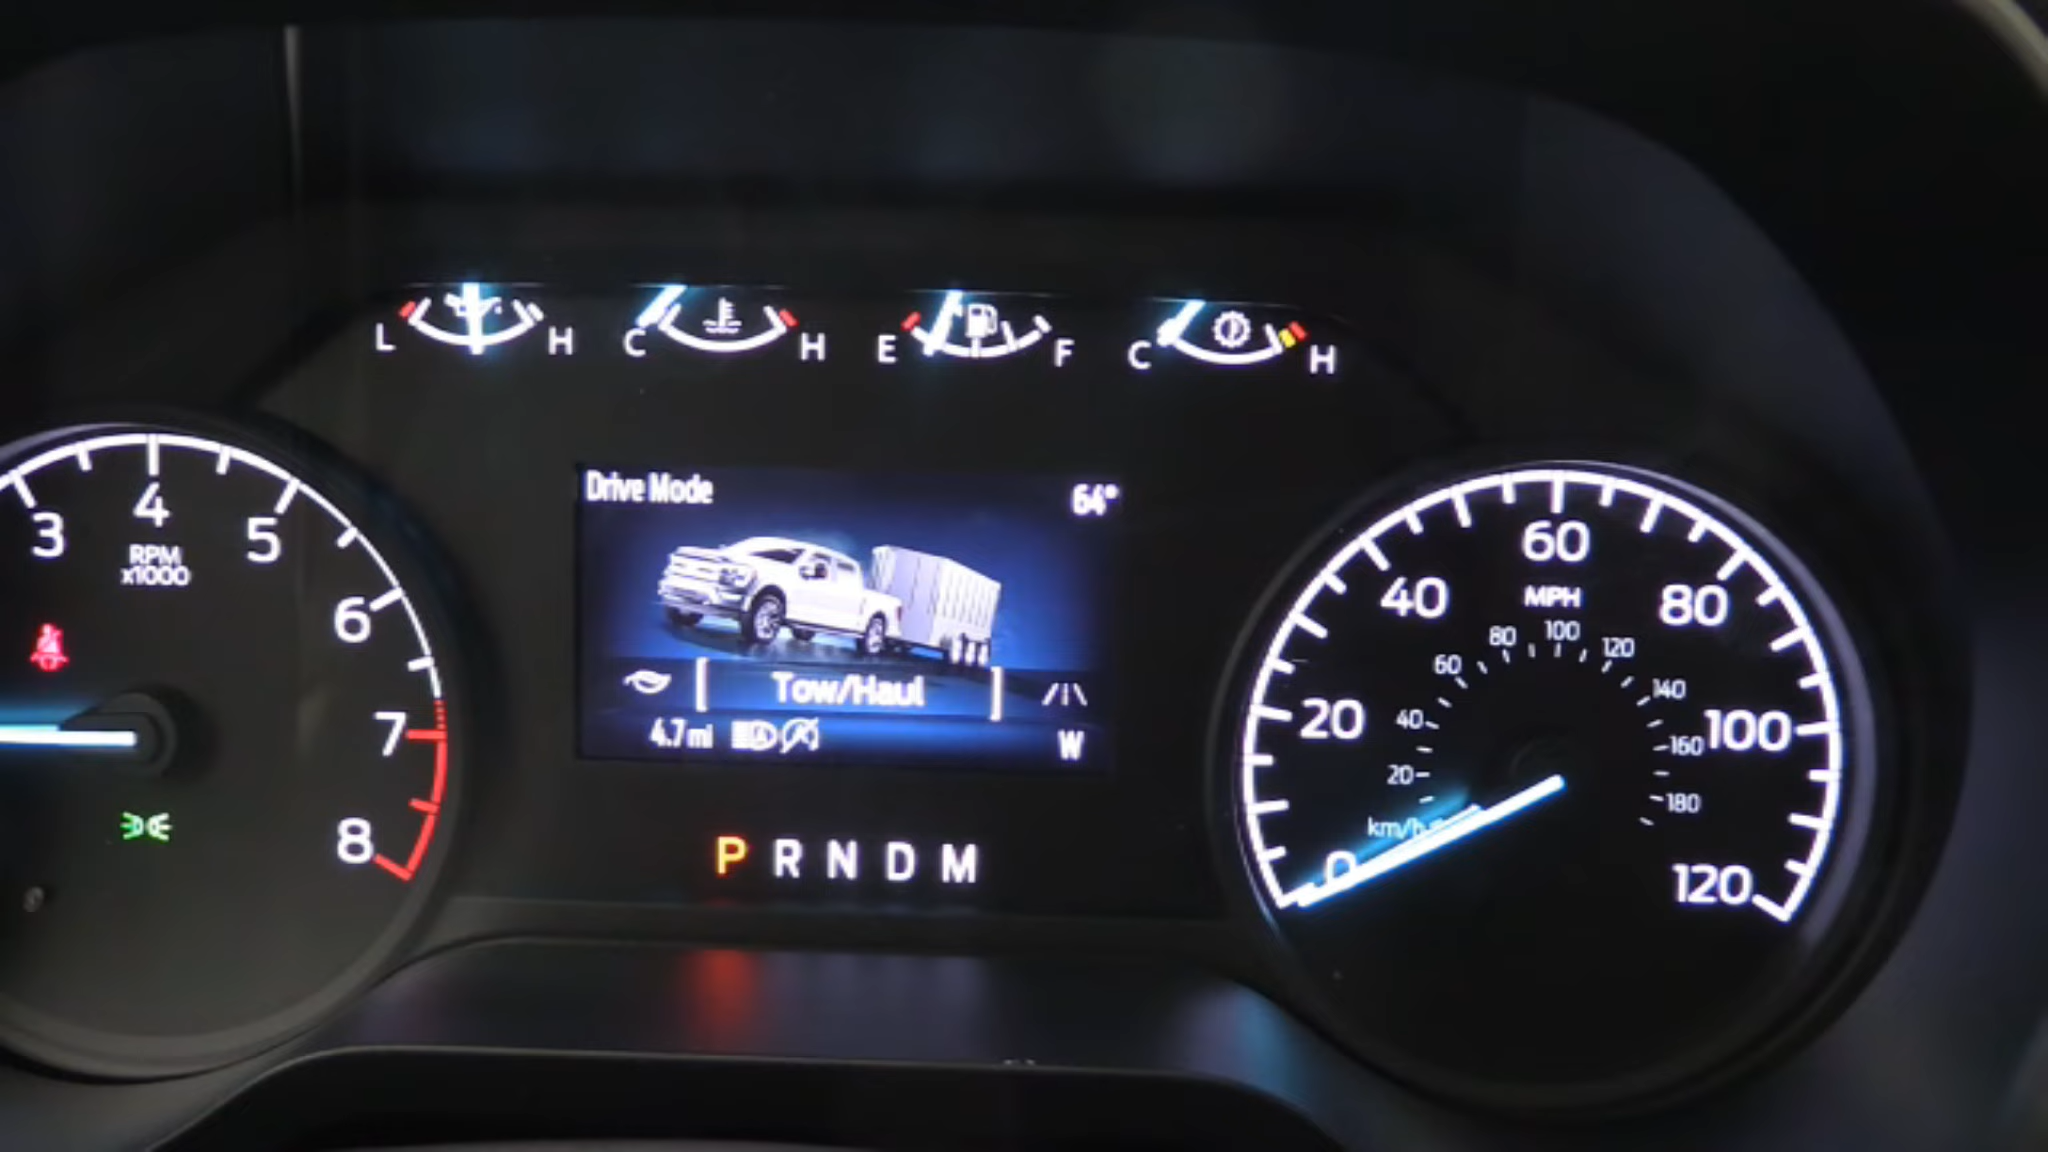 L H C H E F C H
Drive Mode 64°
Tow/Haul
4.7 mi W
P R N D M
3 4 5 6 7 8
RPM
x1000
0 20 40 60 80 100 120
MPH
20 40 60 80 100 120 140 160 180
km/h